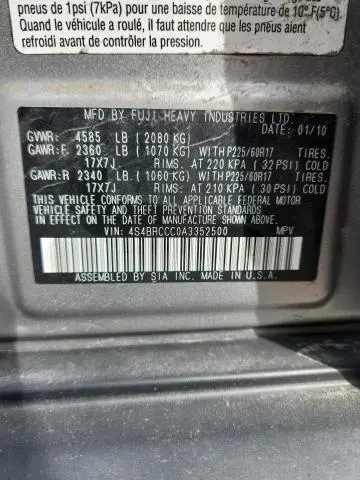 pneus de 1psi (7kPa) pour une baisse de température de 10° F(5°C).
Quand le véhicule a roulé, il faut attendre que les pneus aient
refroidi avant de contrôler la pression.
MFD BY FUJI HEAVY INDUSTRIES LTD.
DATE: 01/10
GVWR: 4585 LB (2080 KG)
GAWR:F 2360 LB (1070 KG) WITH P225/60R17 TIRES.
17X7J RIMS. AT 220 KPA (32 PSI) COLD
GAWR:R 2340 LB (1060 KG) WITH P225/60R17 TIRES.
17X7J RIMS. AT 210 KPA (30 PSI) COLD
THIS VEHICLE CONFORMS TO ALL APPLICABLE FEDERAL MOTOR
VEHICLE SAFETY AND THEFT PREVENTION STANDARDS
IN EFFECT ON THE DATE OF MANUFACTURE SHOWN ABOVE.
VIN: 4S4BRCCC0A3352500 MPV
ASSEMBLED BY SIA INC. MADE IN U.S.A.